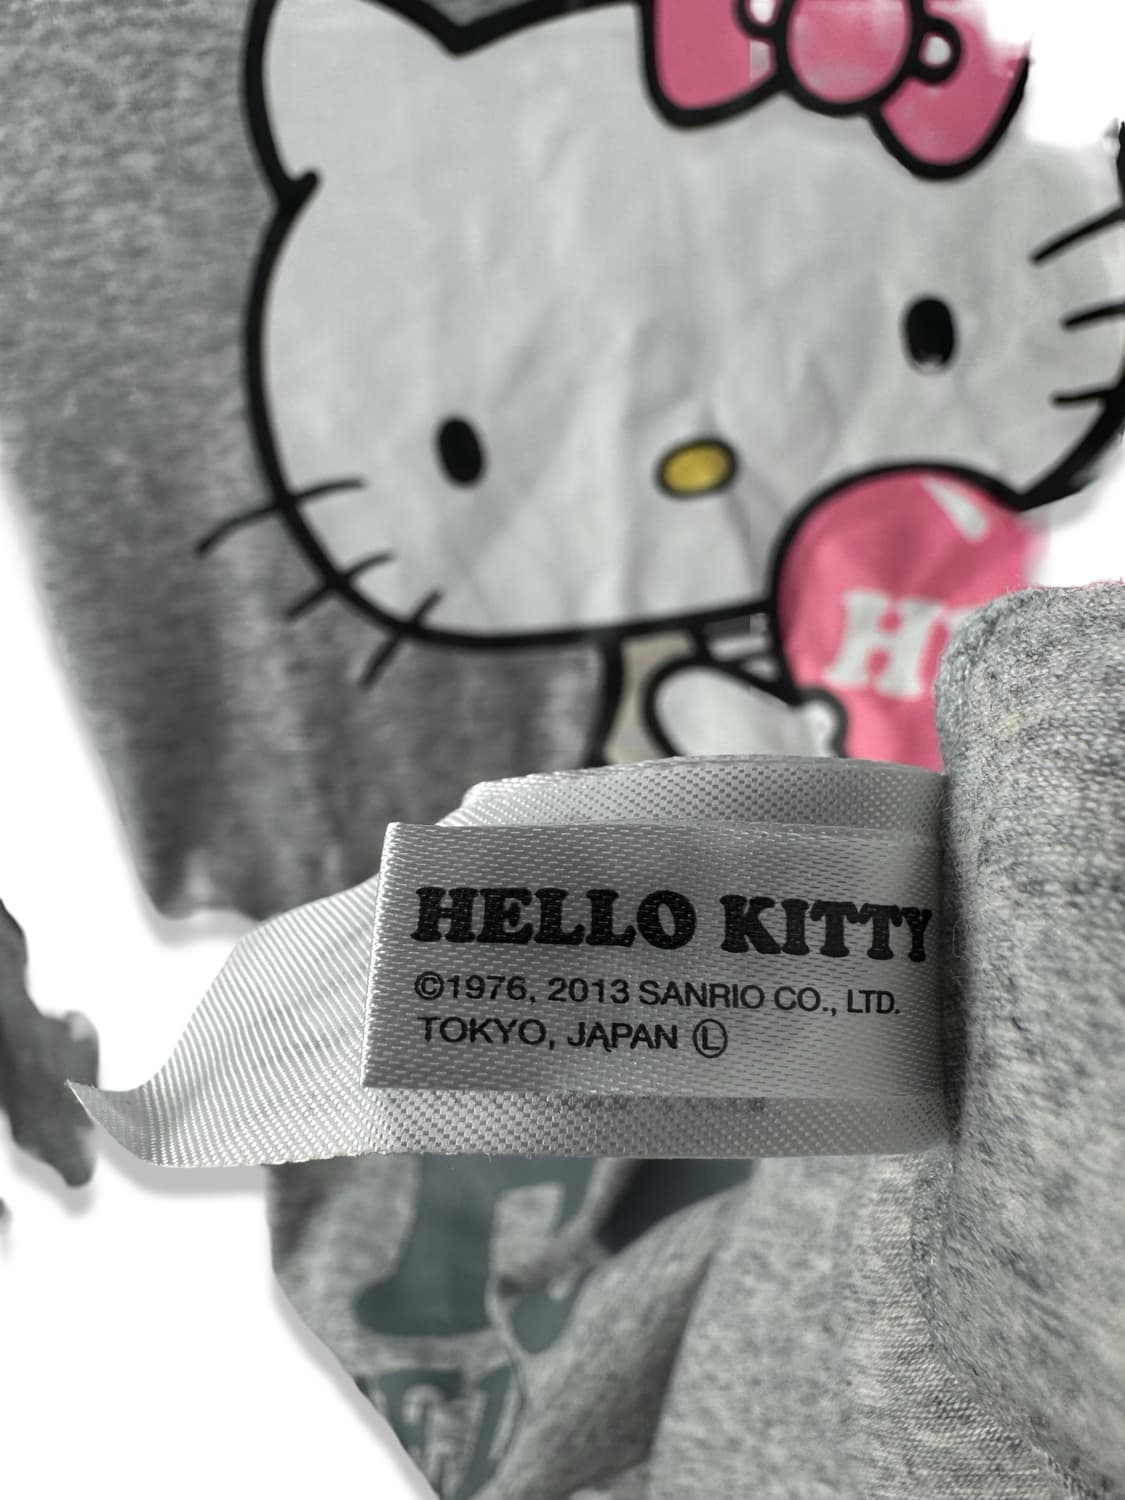 HELLO KITTY
©1976, 2013 SANRIO CO., LTD.
TOKYO, JAPAN Ⓛ